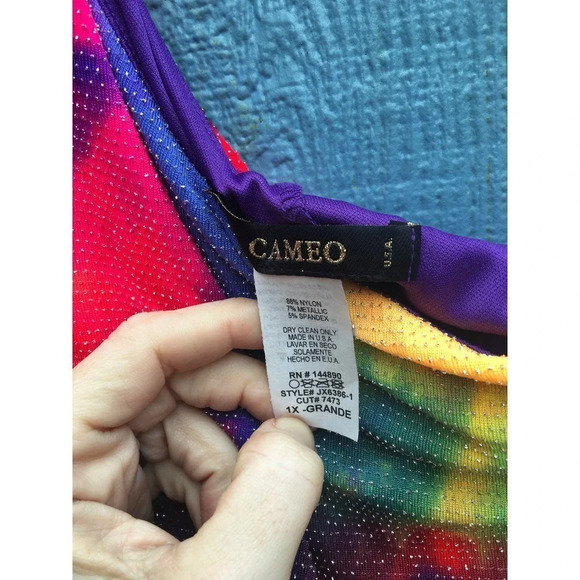 CAMEO
U.S.A.
88% NYLON
7% METALLIC
5% SPANDEX
DRY CLEAN ONLY
MADE IN U.S.A
LAVAR EN SECO
SOLAMENTE
HECHO EN E.U.A.
RN # 144890
STYLE# JX6386-1
CUT# 7473
1X -GRANDE